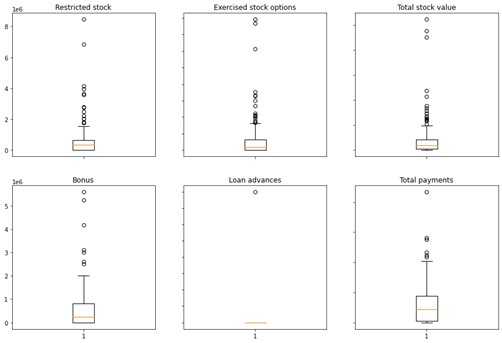 Restricted stock
Exercised stock options
Total stock value
1e6
8
6
4
2
0
Bonus
Loan advances
Total payments
1e6
5
4
3
2
1
0
1
1
1